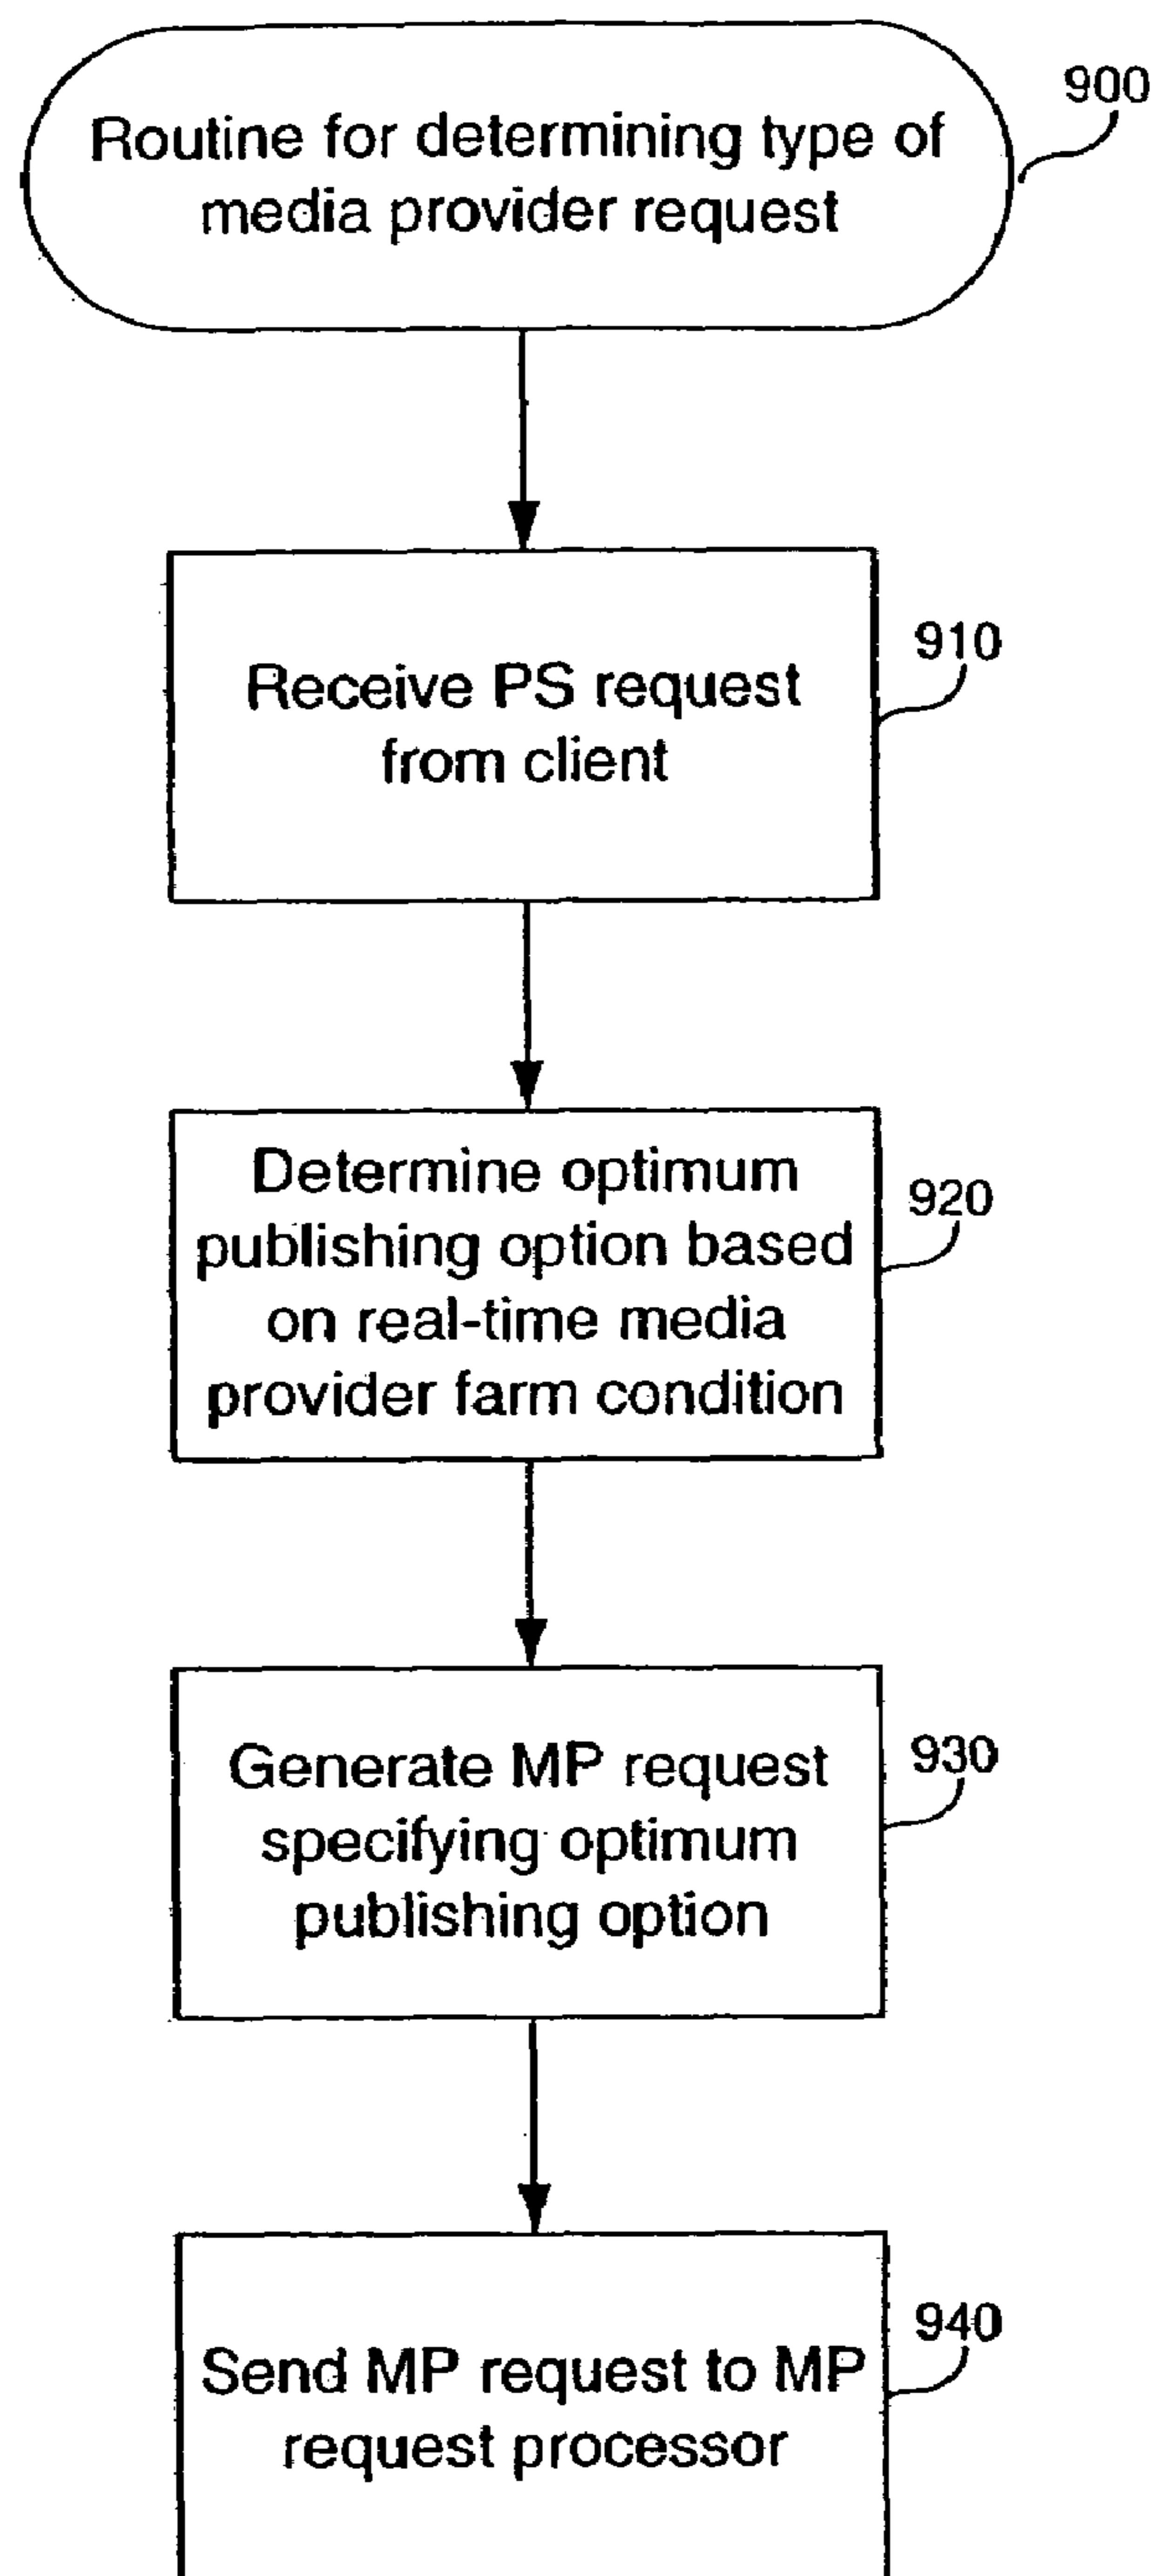 Routine for determining type of
media provider request
900
Receive PS request
from client
910
Determine optimum
publishing option based
on real-time media
provider farm condition
920
Generate MP request
specifying optimum
publishing option
930
Send MP request to MP
request processor
940